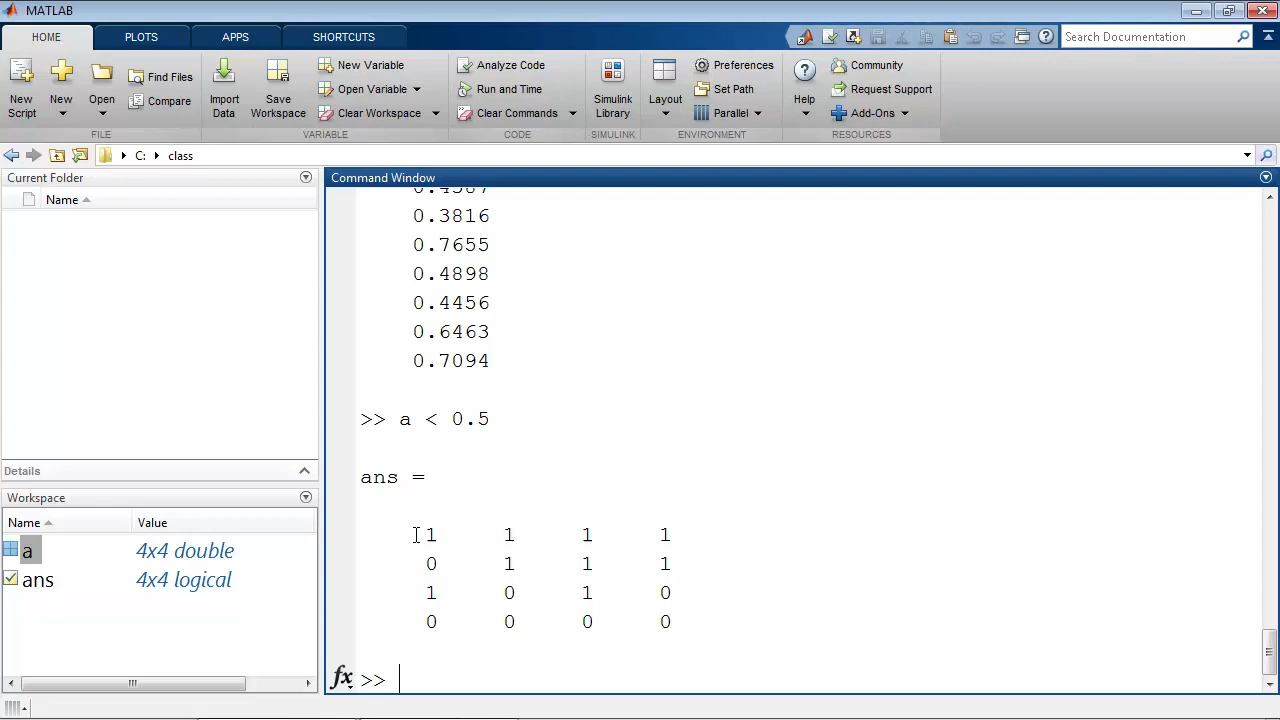 MATLAB
HOME PLOTS APPS SHORTCUTS Search Documentation
New Script New Open Find Files Compare Import Data Save Workspace New Variable Open Variable Clear Workspace Analyze Code Run and Time Clear Commands Simulink Library Layout Preferences Set Path Parallel Help Community Request Support Add-Ons
FILE VARIABLE CODE SIMULINK ENVIRONMENT RESOURCES
C: class
Current Folder
Name
Details
Workspace
Name Value
a 4x4 double
ans 4x4 logical
Command Window
0.3816
0.7655
0.4898
0.4456
0.6463
0.7094
>> a < 0.5
ans =
1 1 1 1
0 1 1 1
1 0 1 0
0 0 0 0
fx >>